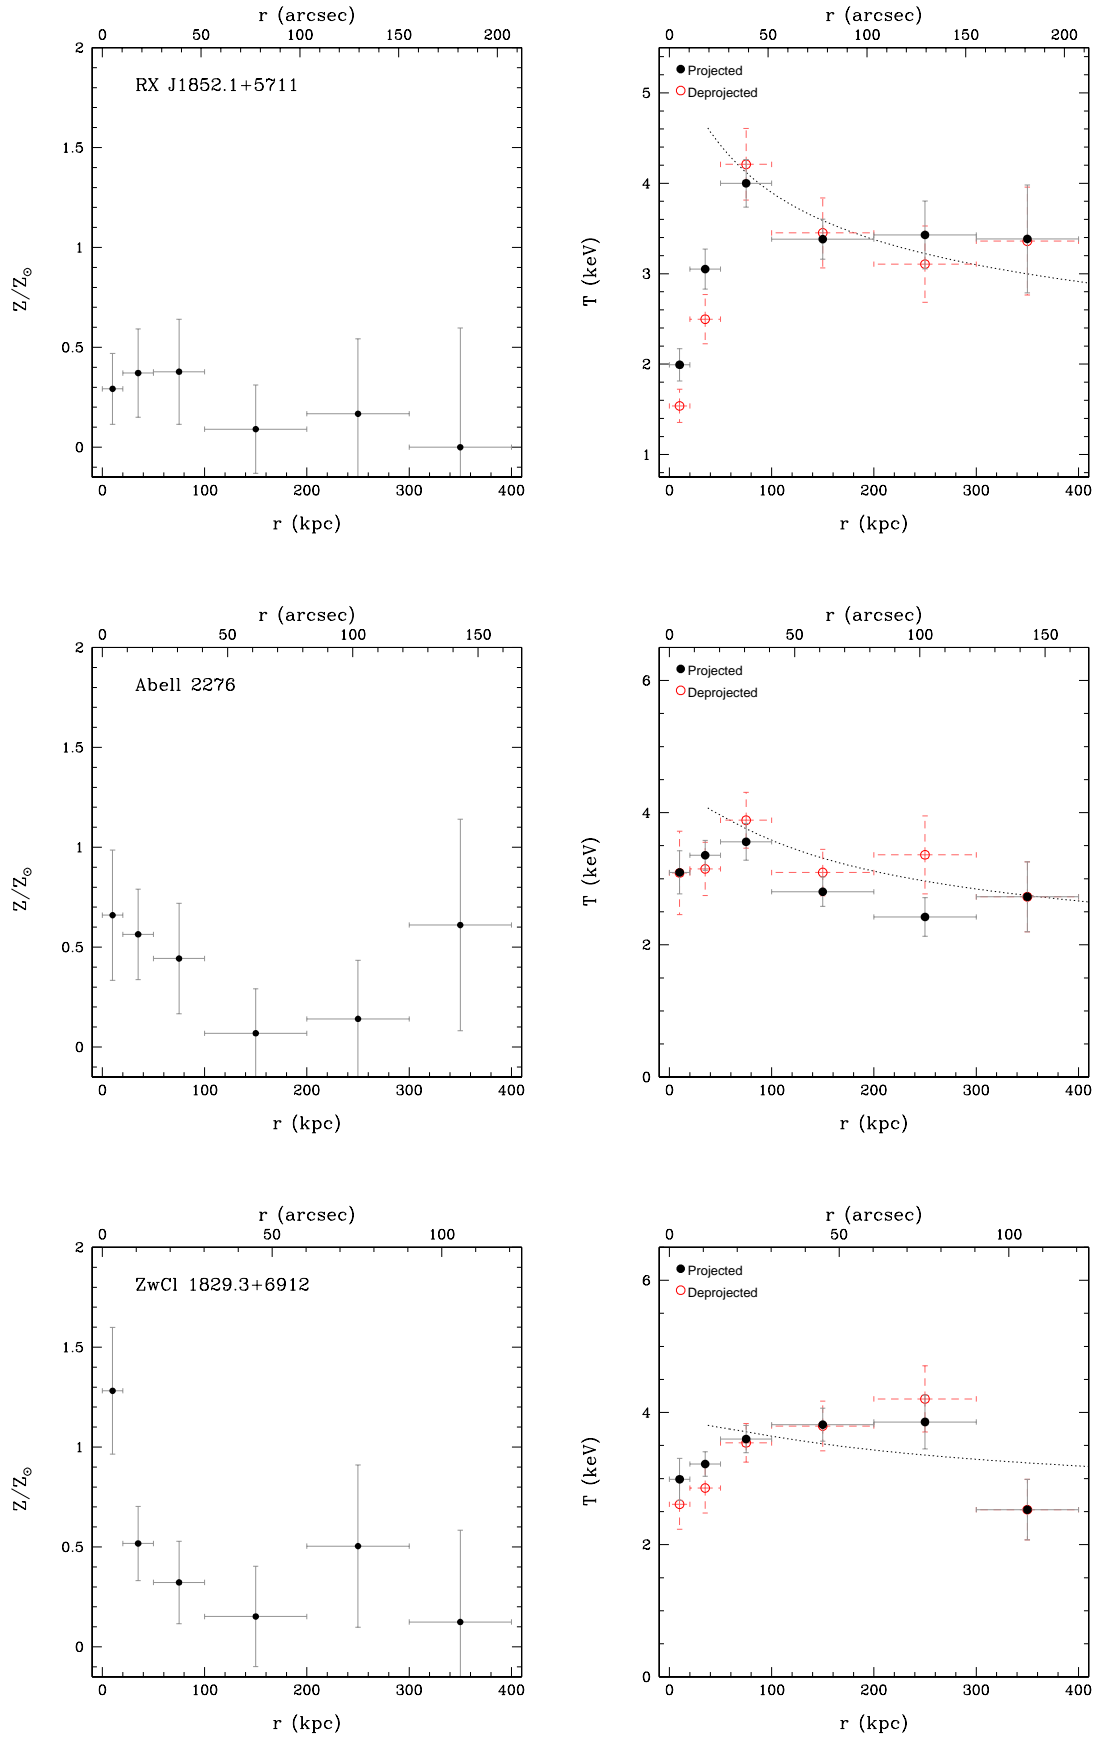 r (arcsec)
0 50 100 150 200
2
1.5
1
0.5
0
Z/Z⊙
RX J1852.1+5711
0 100 200 300 400
r (kpc)
r (arcsec)
0 50 100 150 200
5
4
3
2
1
T (keV)
Projected
Deprojected
0 100 200 300 400
r (kpc)
r (arcsec)
0 50 100 150
2
1.5
1
0.5
0
Z/Z⊙
Abell 2276
0 100 200 300 400
r (kpc)
r (arcsec)
0 50 100 150
6
4
2
0
T (keV)
Projected
Deprojected
0 100 200 300 400
r (kpc)
r (arcsec)
0 50 100
2
1.5
1
0.5
0
Z/Z⊙
ZwCl 1829.3+6912
0 100 200 300 400
r (kpc)
r (arcsec)
0 50 100
6
4
2
0
T (keV)
Projected
Deprojected
0 100 200 300 400
r (kpc)